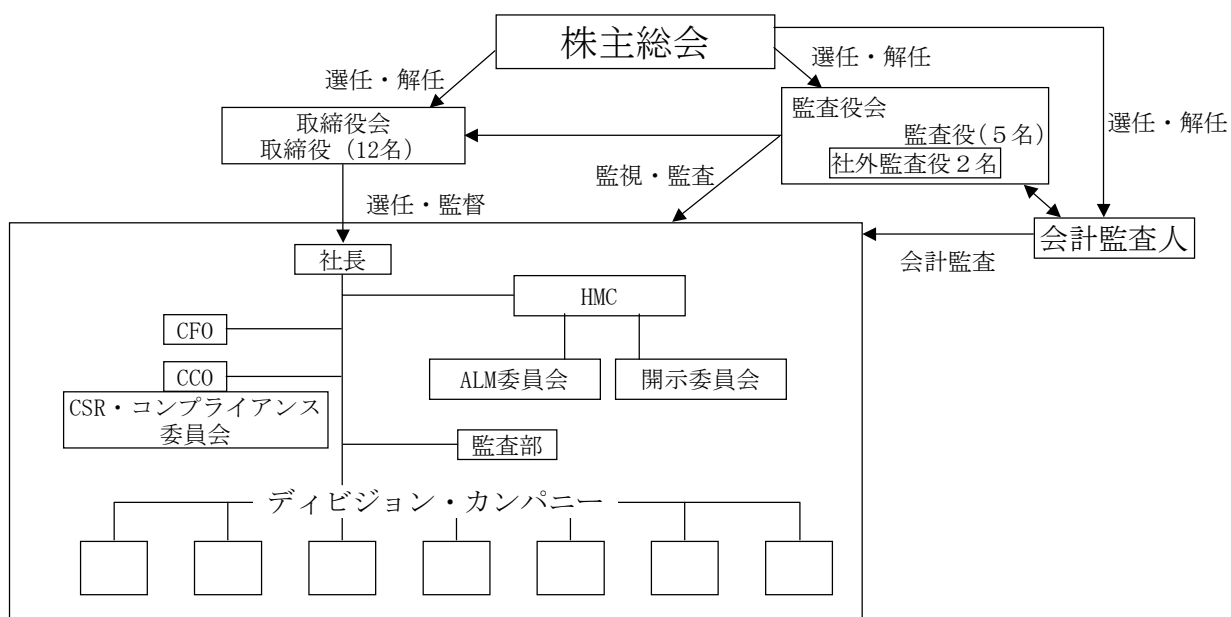 株主総会
選任・解任
選任・解任
選任・解任
取締役会
取締役 (12名)
監査役会
監査役(5名)
社外監査役2名
監視・監査
選任・監督
会計監査人
会計監査
社長
HMC
CFO
CCO
CSR・コンプライアンス
委員会
ALM委員会
開示委員会
監査部
ディビジョン・カンパニー